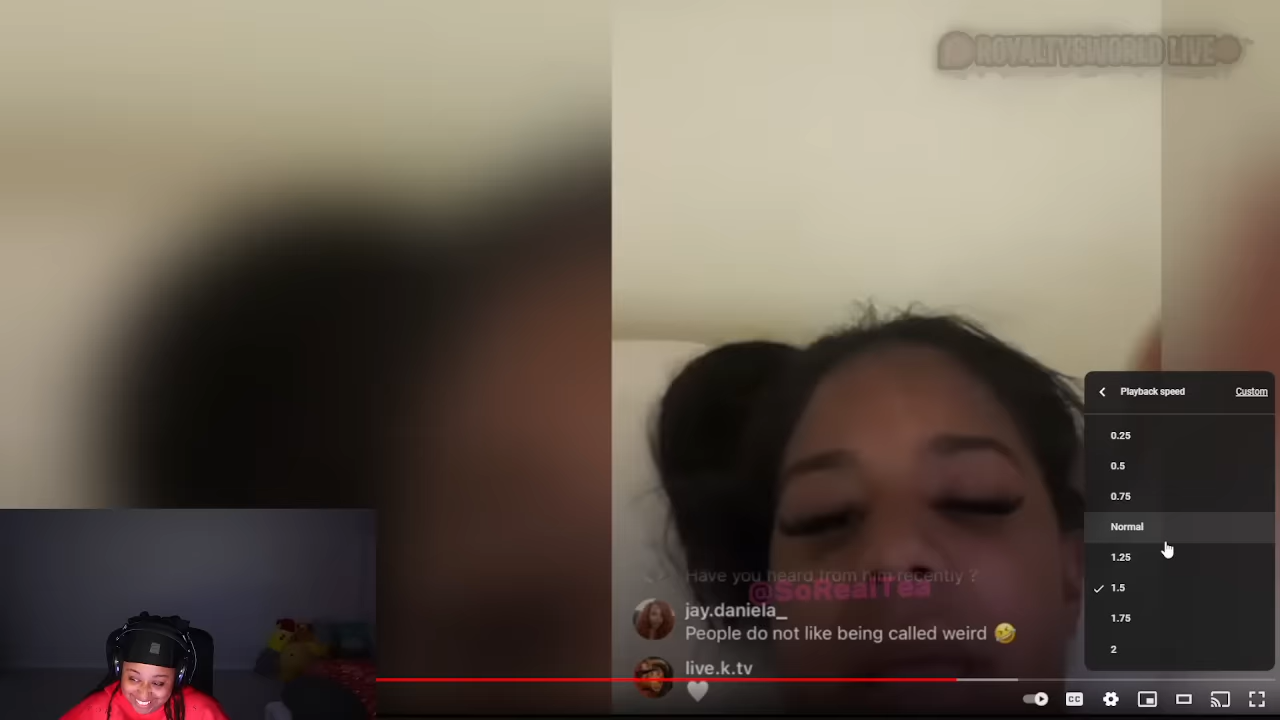 ROYALTYSWORLD LIVE
Playback speed
Custom
0.25
0.5
0.75
Normal
1.25
1.5
1.75
2
Have you heard from him recently ?
@SoRealTea
jay.daniela_
People do not like being called weird 🤣
live.k.tv
🤍
CC